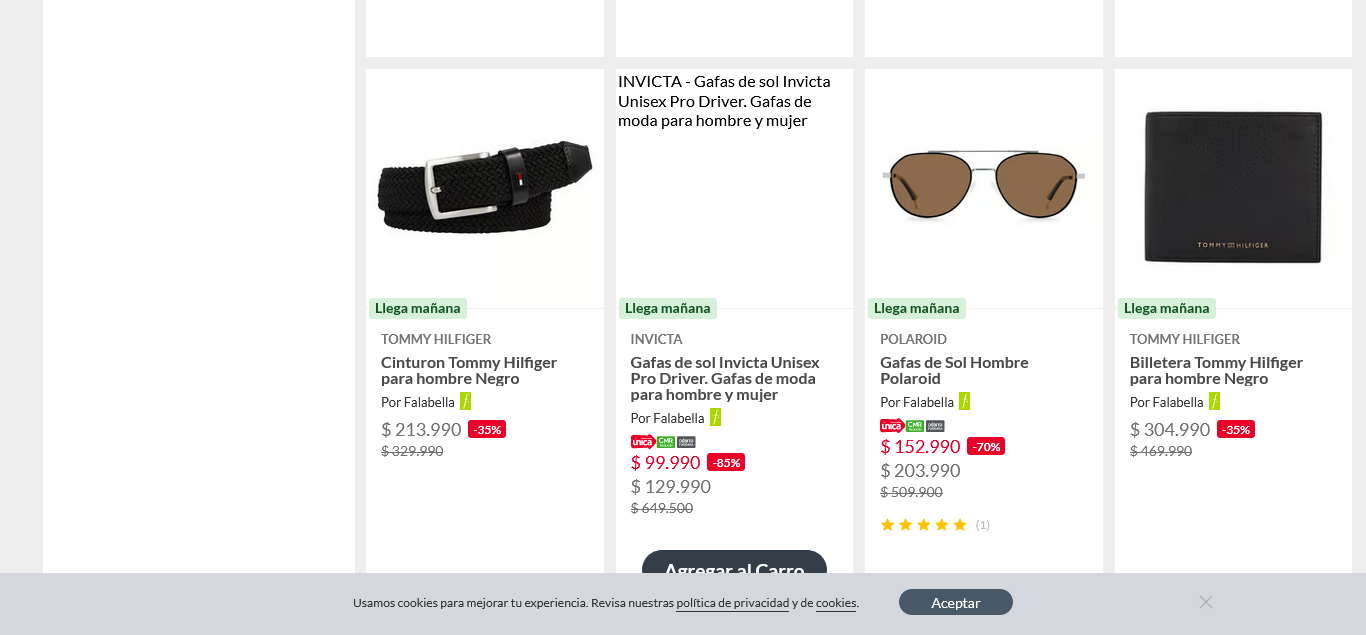 INVICTA - Gafas de sol Invicta
Unisex Pro Driver. Gafas de
moda para hombre y mujer
TOMMY HILFIGER
Llega mañana
Llega mañana
Llega mañana
Llega mañana
TOMMY HILFIGER
Cinturon Tommy Hilfiger
para hombre Negro
Por Falabella
$ 213.990 -35%
$ 329.990
INVICTA
Gafas de sol Invicta Unisex
Pro Driver. Gafas de moda
para hombre y mujer
Por Falabella
única CMR
$ 99.990 -85%
$ 129.990
$ 649.500
Agregar al Carro
POLAROID
Gafas de Sol Hombre
Polaroid
Por Falabella
única CMR
$ 152.990 -70%
$ 203.990
$ 509.900
(1)
TOMMY HILFIGER
Billetera Tommy Hilfiger
para hombre Negro
Por Falabella
$ 304.990 -35%
$ 469.990
Usamos cookies para mejorar tu experiencia. Revisa nuestras política de privacidad y de cookies.
Aceptar